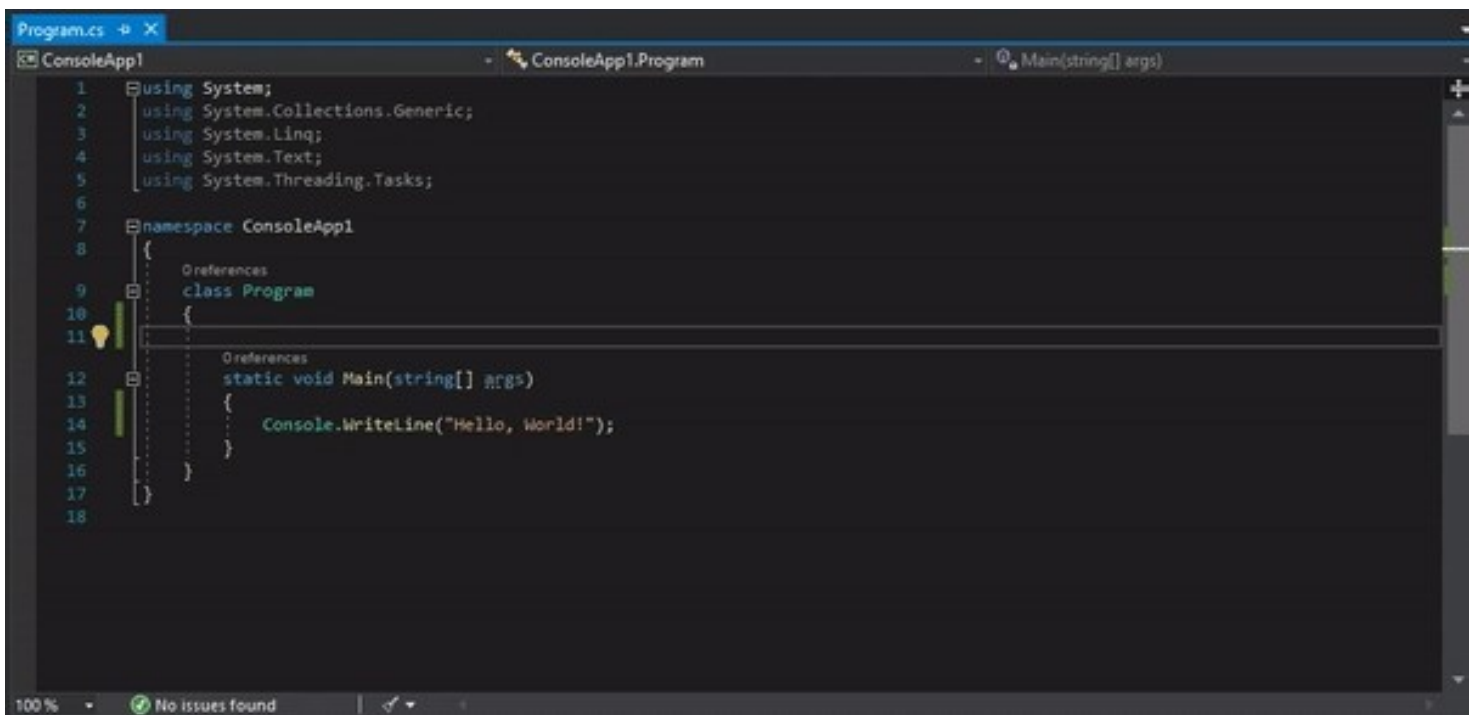 Program.cs
ConsoleApp1 ConsoleApp1.Program Main(string[] args)
1 using System;
2 using System.Collections.Generic;
3 using System.Linq;
4 using System.Text;
5 using System.Threading.Tasks;
6
7 namespace ConsoleApp1
8 {
0 references
9 class Program
10 {
11
0 references
12 static void Main(string[] args)
13 {
14 Console.WriteLine("Hello, World!");
15 }
16 }
17 }
18
100 % No issues found